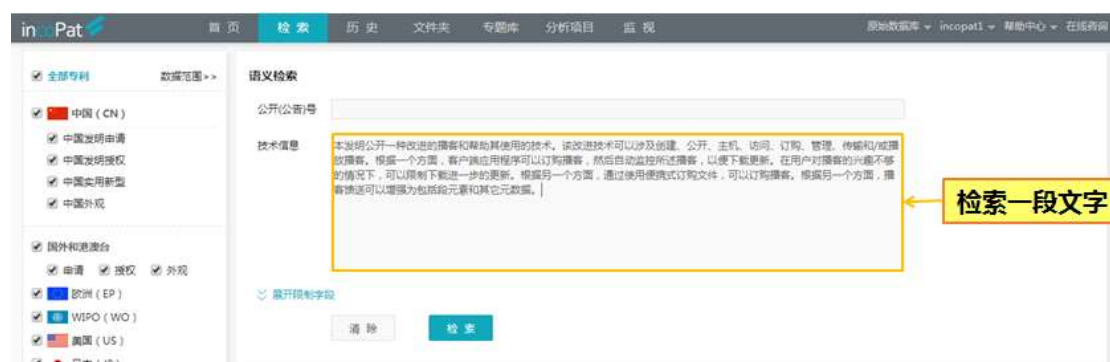 incoPat 首页 检索 历史 文件夹 专题库 分析项目 监视 原始数据库 incopat1 帮助中心 在线咨询
全部专利 数据范围>>
语义检索
中国（CN）
公开(公告)号
中国发明申请
中国发明授权
中国实用新型
中国外观
技术信息
本发明公开一种改进的播客和帮助其使用的技术。该改进技术可以涉及创建、公开、主机、访问、订购、管理、传输和/或播
放播客。根据一个方面，客户端应用程序可以订购播客，然后自动监控所述播客，以便下载更新。在用户对播客的兴趣不够
的情况下，可以限制下载进一步的更新。根据另一个方面，通过使用便携式订购文件，可以订购播客。根据另一个方面，播
客馈送可以增强为包括段元素和其它元数据。
检索一段文字
国外和港澳台
申请 授权 外观
欧洲（EP）
WIPO（WO）
美国（US）
展开限制字段
清除 检索